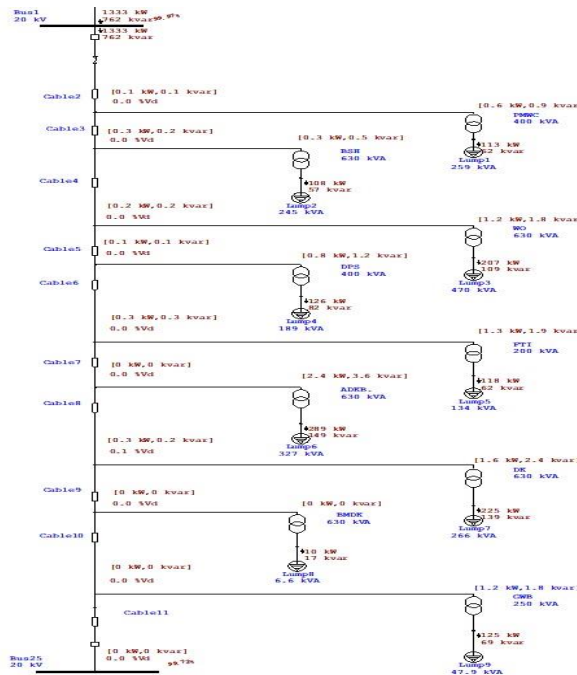 Bus1
20 kV
1333 kW
762 kvar
1333 kW
762 kvar
Cable2
[0.1 kW,0.1 kvar]
0.0 %Vd
[0.6 kW,0.9 kvar]
PMWC
400 kVA
Cable3
[0.3 kW,0.2 kvar]
0.0 %Vd
[0.3 kW,0.5 kvar]
RSH
630 kVA
113 kW
62 kvar
Lump1
259 kVA
Cable4
108 kW
57 kvar
Lump2
245 kVA
[0.2 kW,0.2 kvar]
0.0 %Vd
[1.2 kW,1.8 kvar]
WO
630 kVA
Cable5
[0.1 kW,0.1 kvar]
0.0 %Vd
[0.8 kW,1.2 kvar]
DPS
400 kVA
207 kW
109 kvar
Lump3
470 kVA
Cable6
126 kW
82 kvar
Lump4
189 kVA
[0.3 kW,0.3 kvar]
0.0 %Vd
[1.3 kW,1.9 kvar]
PTI
200 kVA
Cable7
[0 kW,0 kvar]
0.0 %Vd
[2.4 kW,3.6 kvar]
ADKB.
630 kVA
118 kW
62 kvar
Lump5
134 kVA
Cable8
289 kW
149 kvar
Lump6
327 kVA
[0.3 kW,0.2 kvar]
0.1 %Vd
[1.6 kW,2.4 kvar]
DK
630 kVA
Cable9
[0 kW,0 kvar]
0.0 %Vd
[0 kW,0 kvar]
BMDK
630 kVA
225 kW
139 kvar
Lump7
266 kVA
Cable10
10 kW
17 kvar
Lump8
6.6 kVA
[0 kW,0 kvar]
0.0 %Vd
[1.2 kW,1.8 kvar]
CWB
250 kVA
Cable11
125 kW
69 kvar
Lump9
47.9 kVA
Bus25
20 kV
[0 kW,0 kvar]
0.0 %Vd